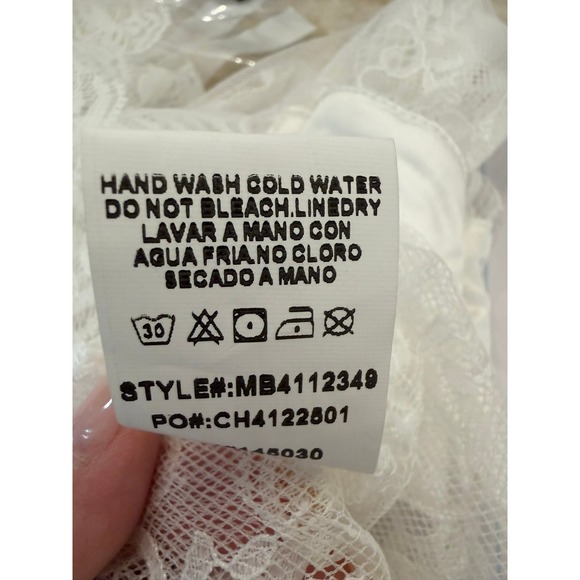 HAND WASH COLD WATER
DO NOT BLEACH.LINEDRY
LAVAR A MANO CON
AGUA FRIA.NO CLORO
SECADO A MANO
30
STYLE#:MB4112349
PO#:CH4122501